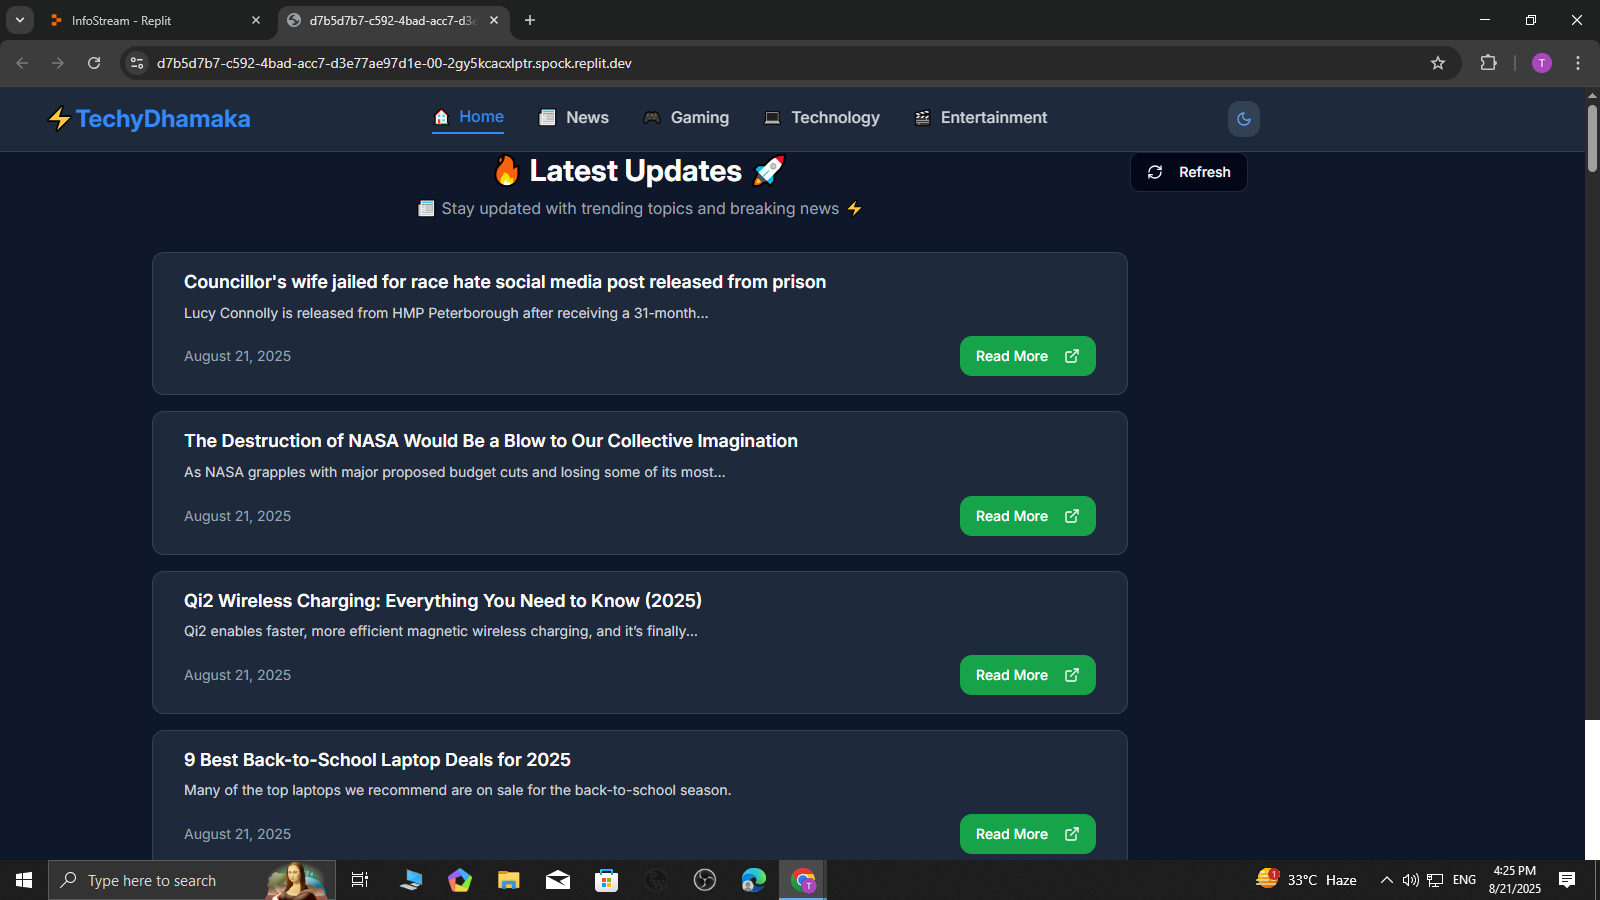 InfoStream - Replit
d7b5d7b7-c592-4bad-acc7-d3e
d7b5d7b7-c592-4bad-acc7-d3e77ae97d1e-00-2gy5kcacxlptr.spock.replit.dev
T
⚡TechyDhamaka
Home
News
Gaming
Technology
Entertainment
🔥 Latest Updates 🚀
Refresh
📰 Stay updated with trending topics and breaking news ⚡
Councillor's wife jailed for race hate social media post released from prison
Lucy Connolly is released from HMP Peterborough after receiving a 31-month...
August 21, 2025
Read More
The Destruction of NASA Would Be a Blow to Our Collective Imagination
As NASA grapples with major proposed budget cuts and losing some of its most...
August 21, 2025
Read More
Qi2 Wireless Charging: Everything You Need to Know (2025)
Qi2 enables faster, more efficient magnetic wireless charging, and it's finally...
August 21, 2025
Read More
9 Best Back-to-School Laptop Deals for 2025
Many of the top laptops we recommend are on sale for the back-to-school season.
August 21, 2025
Read More
Type here to search
T
1
33°C Haze
ENG
4:25 PM
8/21/2025